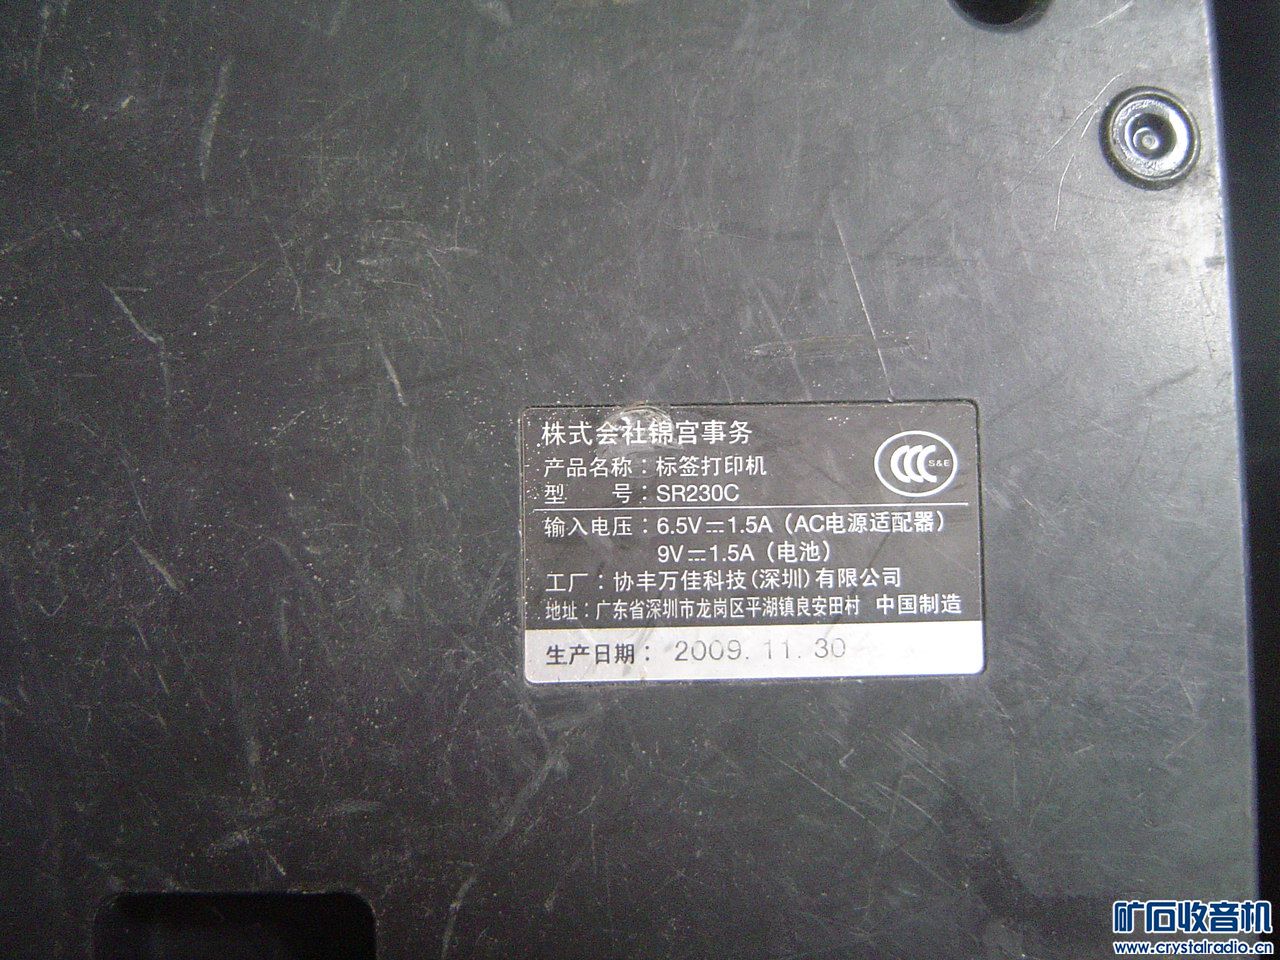 株式会社锦宫事务
产品名称：标签打印机
型　　号：SR230C
CCC S&E
输入电压：6.5V⎓1.5A（AC电源适配器）
9V⎓1.5A（电池）
工厂：协丰万佳科技(深圳)有限公司
地址：广东省深圳市龙岗区平湖镇良安田村 中国制造
生产日期：2009. 11. 30
矿石收音机
www.crystalradio.cn